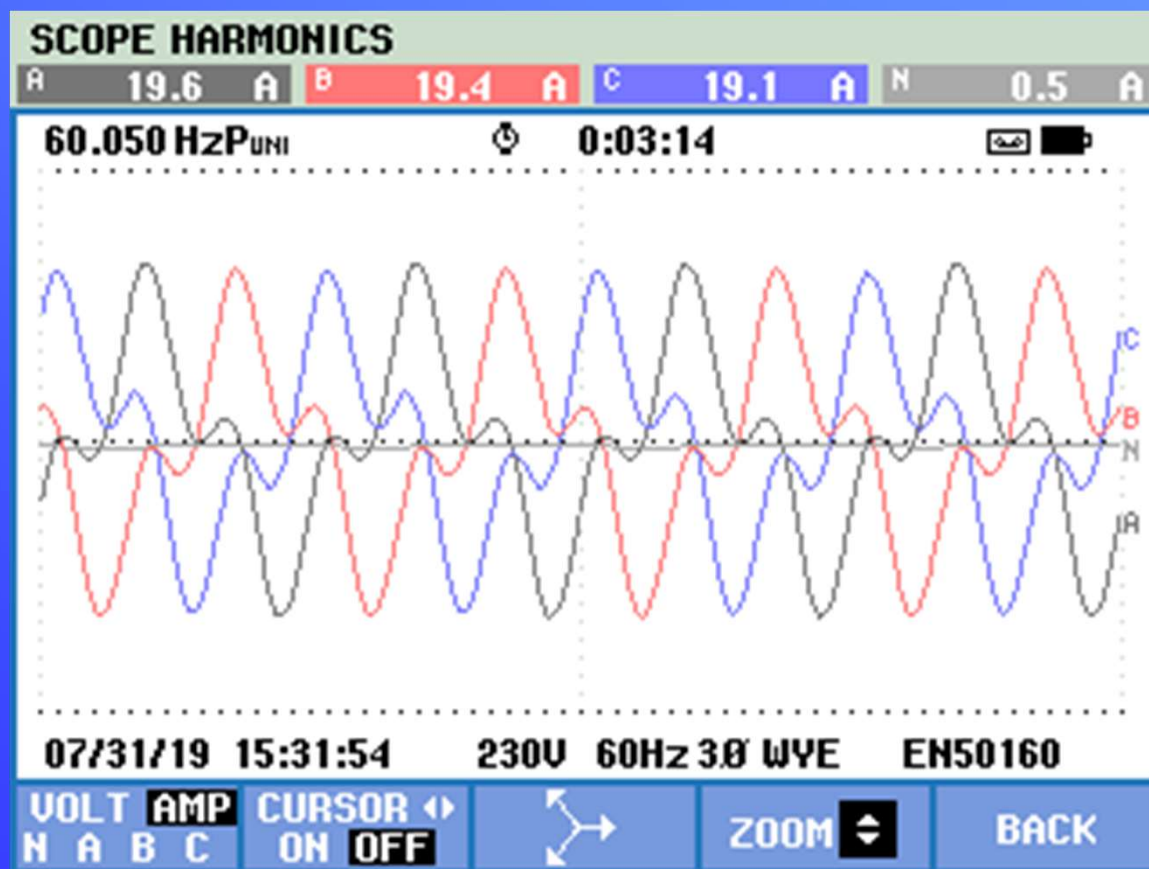 SCOPE HARMONICS
A 19.6 A B 19.4 A C 19.1 A N 0.5 A
60.050 HzPUNI 0:03:14
C
B
N
A
07/31/19 15:31:54 230V 60Hz 3Ø WYE EN50160
VOLT AMP CURSOR ZOOM BACK
N A B C ON OFF